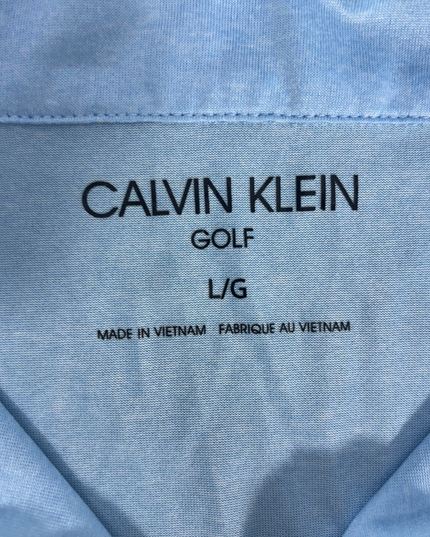 CALVIN KLEIN
GOLF
L/G
MADE IN VIETNAM FABRIQUE AU VIETNAM